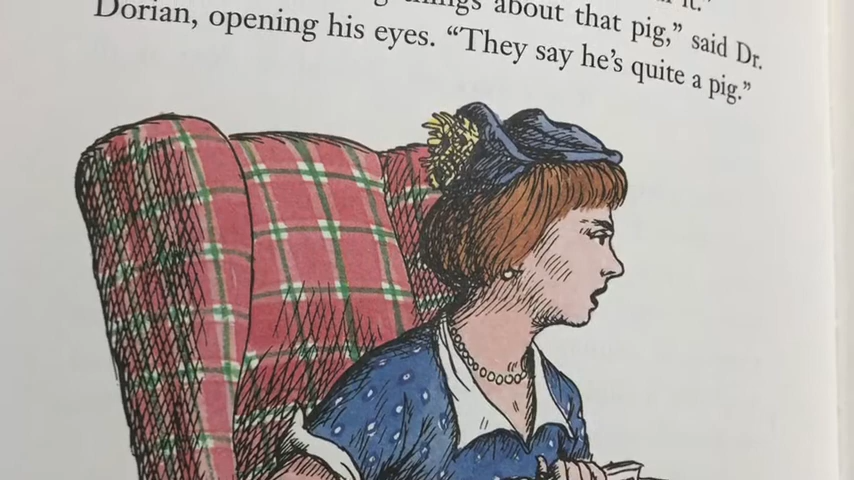 about that pig,” said Dr.
Dorian, opening his eyes. “They say he’s quite a pig.”